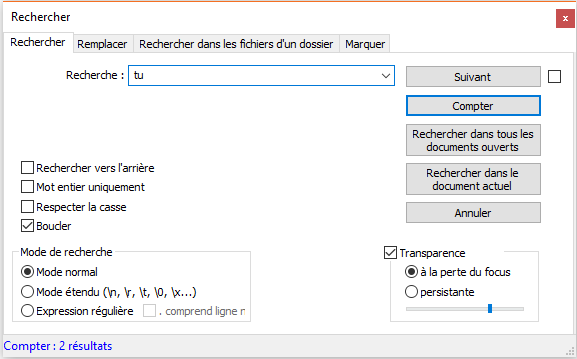 Rechercher
Rechercher Remplacer Rechercher dans les fichiers d'un dossier Marquer
Recherche : tu
Suivant
Compter
Rechercher dans tous les
documents ouverts
Rechercher dans le
document actuel
Annuler
Rechercher vers l'arrière
Mot entier uniquement
Respecter la casse
Boucler
Mode de recherche
Mode normal
Mode étendu (\n, \r, \t, \0, \x...)
Expression régulière . comprend ligne n
Transparence
à la perte du focus
persistante
Compter : 2 résultats